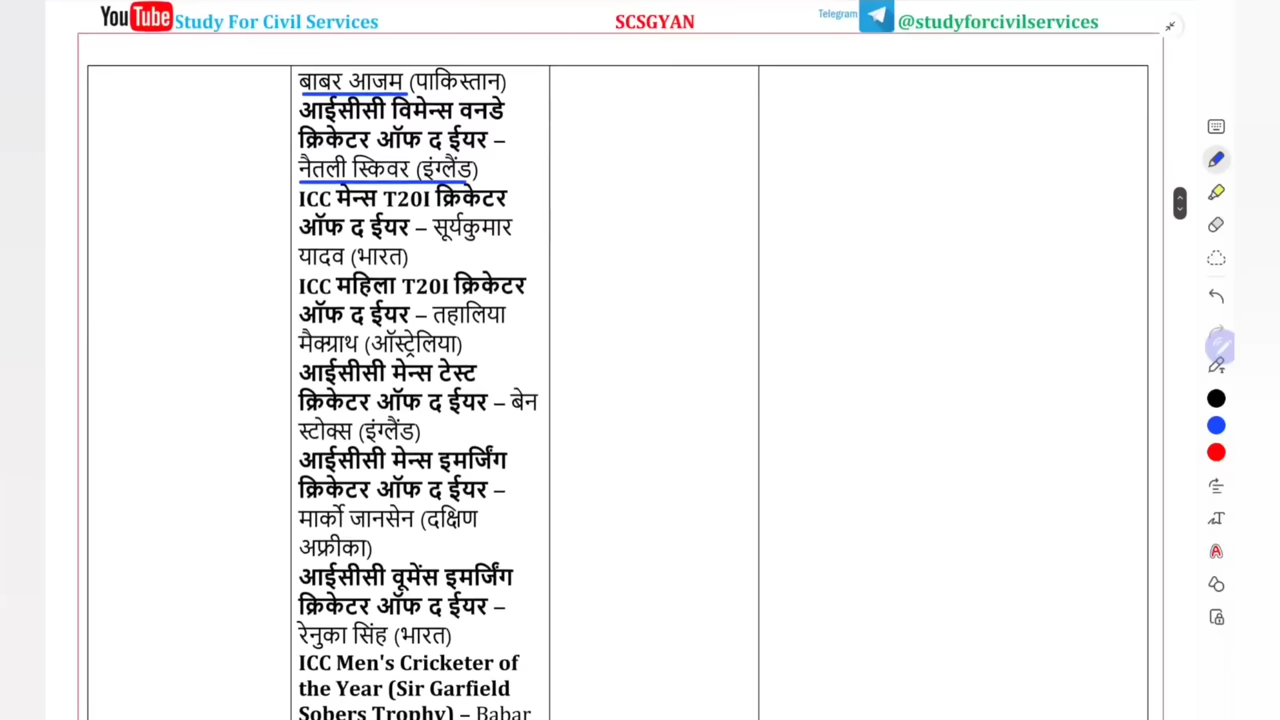 YouTube Study For Civil Services
SCSGYAN
Telegram
@studyforcivilservices
बाबर आजम (पाकिस्तान)
आईसीसी विमेन्स वनडे
क्रिकेटर ऑफ द ईयर –
नैतली स्किवर (इंग्लैंड)
ICC मेन्स T20I क्रिकेटर
ऑफ द ईयर – सूर्यकुमार
यादव (भारत)
ICC महिला T20I क्रिकेटर
ऑफ द ईयर – तहालिया
मैक्ग्राथ (ऑस्ट्रेलिया)
आईसीसी मेन्स टेस्ट
क्रिकेटर ऑफ द ईयर – बेन
स्टोक्स (इंग्लैंड)
आईसीसी मेन्स इमर्जिंग
क्रिकेटर ऑफ द ईयर –
मार्को जानसेन (दक्षिण
अफ्रीका)
आईसीसी वूमेंस इमर्जिंग
क्रिकेटर ऑफ द ईयर –
रेनुका सिंह (भारत)
ICC Men's Cricketer of
the Year (Sir Garfield
Sobers Trophy) – Babar